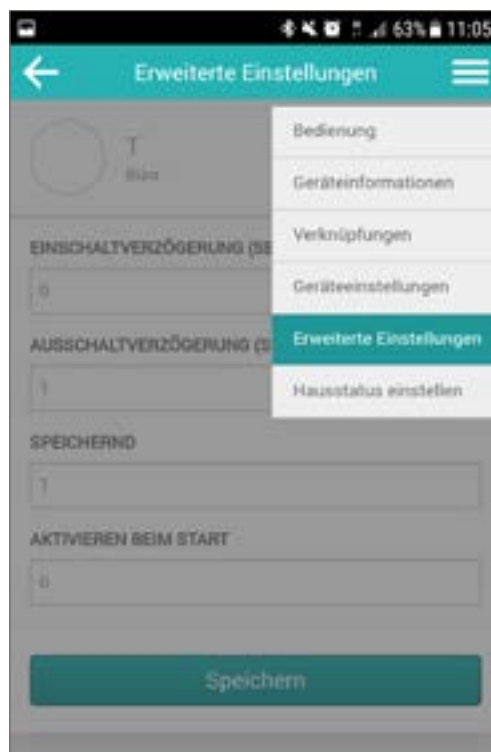 63% 11:05
Erweiterte Einstellungen
Bedienung
Geräteinformationen
Verknüpfungen
Geräteeinstellungen
Erweiterte Einstellungen
Hausstatus einstellen
T
Büro
EINSCHALTVERZÖGERUNG (SE
0
AUSSCHALTVERZÖGERUNG (S
1
SPEICHERND
1
AKTIVIEREN BEIM START
0
Speichern